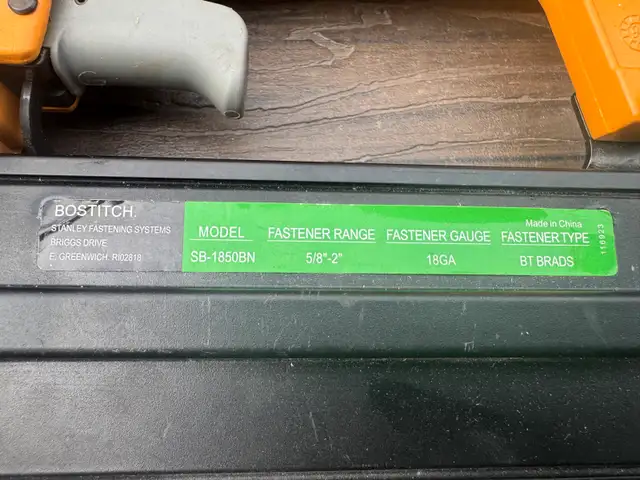 BOSTITCH.
STANLEY FASTENING SYSTEMS
BRIGGS DRIVE
E. GREENWICH. RI02818
Made in China
MODEL FASTENER RANGE FASTENER GAUGE FASTENER TYPE
SB-1850BN 5/8"-2" 18GA BT BRADS
116923